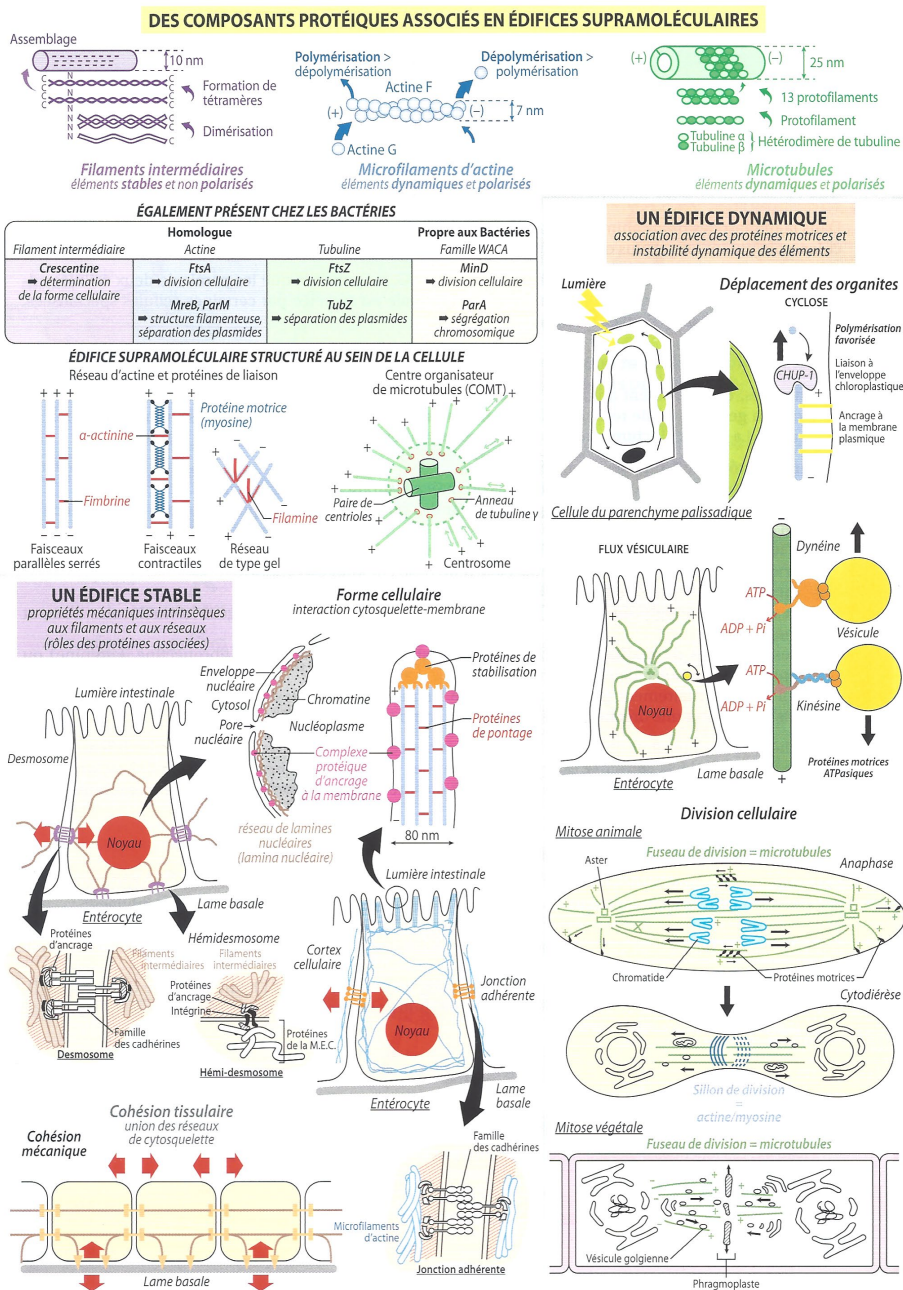 DES COMPOSANTS PROTÉIQUES ASSOCIÉS EN ÉDIFICES SUPRAMOLÉCULAIRES
Assemblage
10 nm
N
N
N
N
N
N
C
C
C
C
C
C
C
C
Formation de
tétramères
Dimérisation
Filaments intermédiaires
éléments stables et non polarisés
Polymérisation >
dépolymérisation
Dépolymérisation >
polymérisation
Actine F
(+)
(−)
7 nm
Actine G
Microfilaments d'actine
éléments dynamiques et polarisés
(+)
(−)
25 nm
13 protofilaments
Protofilament
Tubuline α
Tubuline β
Hétérodimère de tubuline
Microtubules
éléments dynamiques et polarisés
ÉGALEMENT PRÉSENT CHEZ LES BACTÉRIES
Homologue
Propre aux Bactéries
Filament intermédiaire
Actine
Tubuline
Famille WACA
Crescentine
➡ détermination
de la forme cellulaire
FtsA
➡ division cellulaire
MreB, ParM
➡ structure filamenteuse,
séparation des plasmides
FtsZ
➡ division cellulaire
TubZ
➡ séparation des plasmides
MinD
➡ division cellulaire
ParA
➡ ségrégation
chromosomique
ÉDIFICE SUPRAMOLÉCULAIRE STRUCTURÉ AU SEIN DE LA CELLULE
Réseau d'actine et protéines de liaison
Protéine motrice
(myosine)
α-actinine
Fimbrine
Filamine
Faisceaux
parallèles serrés
Faisceaux
contractiles
Réseau
de type gel
Centre organisateur
de microtubules (COMT)
Paire de
centrioles
Anneau
de tubuline γ
Centrosome
UN ÉDIFICE DYNAMIQUE
association avec des protéines motrices et
instabilité dynamique des éléments
Lumière
Déplacement des organites
CYCLOSE
Polymérisation
favorisée
CHUP-1
Liaison à
l'enveloppe
chloroplastique
Ancrage à
la membrane
plasmique
Cellule du parenchyme palissadique
FLUX VÉSICULAIRE
Noyau
Entérocyte
Lame basale
Dynéine
ATP
ADP + Pi
Vésicule
ATP
ADP + Pi
Kinésine
Protéines motrices
ATPasiques
UN ÉDIFICE STABLE
propriétés mécaniques intrinsèques
aux filaments et aux réseaux
(rôles des protéines associées)
Forme cellulaire
interaction cytosquelette-membrane
Lumière intestinale
Desmosome
Noyau
Entérocyte
Lame basale
Hémidesmosome
Enveloppe
nucléaire
Cytosol
Pore
nucléaire
Chromatine
Nucléoplasme
réseau de lamines
nucléaires
(lamina nucléaire)
Protéines de
stabilisation
Protéines
de pontage
Complexe
protéique
d'ancrage
à la membrane
80 nm
Protéines
d'ancrage
Filaments
intermédiaires
Famille
des cadhérines
Desmosome
Filaments
intermédiaires
Protéines
d'ancrage
Intégrine
Protéines
de la M.E.C.
Hémi-desmosome
Lumière intestinale
Cortex
cellulaire
Jonction
adhérente
Noyau
Entérocyte
Lame
basale
Cohésion tissulaire
union des réseaux
de cytosquelette
Cohésion
mécanique
Lame basale
Famille
des cadhérines
Microfilaments
d'actine
Jonction adhérente
Division cellulaire
Mitose animale
Fuseau de division = microtubules
Aster
Anaphase
Chromatide
Protéines motrices
Cytodiérèse
Sillon de division
=
actine/myosine
Mitose végétale
Fuseau de division = microtubules
Vésicule golgienne
Phragmoplaste